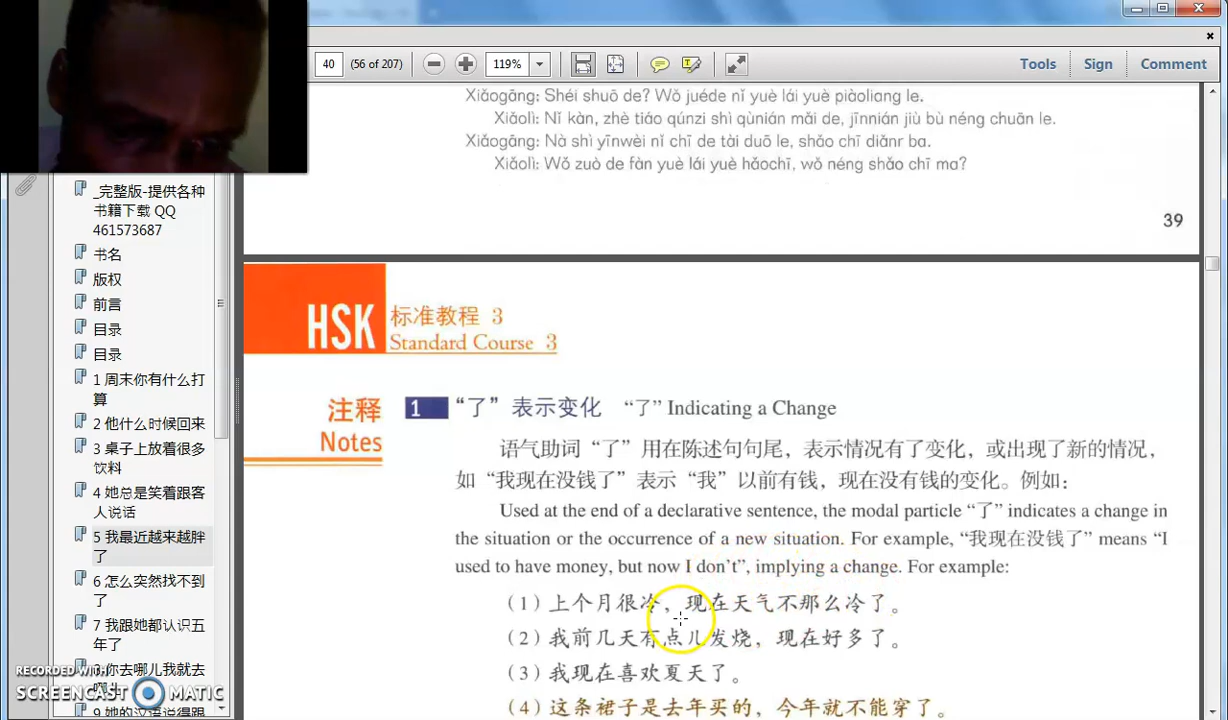 40
(56 of 207)
119%
Tools
Sign
Comment
Xiǎogāng: Shéi shuō de? Wǒ juéde nǐ yuè lái yuè piàoliang le.
Xiǎolì: Nǐ kàn, zhè tiáo qúnzi shì qùnián mǎi de, jīnnián jiù bù néng chuān le.
Xiǎogāng: Nà shì yīnwèi nǐ chī de tài duō le, shǎo chī diǎnr ba.
Xiǎolì: Wǒ zuò de fàn yuè lái yuè hǎochī, wǒ néng shǎo chī ma?
39
_完整版-提供各种
书籍下载 QQ
461573687
书名
版权
前言
目录
目录
1 周末你有什么打
算
2 他什么时候回来
3 桌子上放着很多
饮料
4 她总是笑着跟客
人说话
5 我最近越来越胖
了
6 怎么突然找不到
了
7 我跟她都认识五
年了
你去哪儿我就去
9 她的汉语说得跟
HSK
标准教程 3
Standard Course 3
注释
Notes
1 “了”表示变化 “了” Indicating a Change
语气助词“了”用在陈述句句尾，表示情况有了变化，或出现了新的情况，
如“我现在没钱了”表示“我”以前有钱，现在没有钱的变化。例如：
Used at the end of a declarative sentence, the modal particle “了” indicates a change in
the situation or the occurrence of a new situation. For example, “我现在没钱了” means “I
used to have money, but now I don't”, implying a change. For example:
（1）上个月很冷，现在天气不那么冷了。
（2）我前几天有点儿发烧，现在好多了。
（3）我现在喜欢夏天了。
（4）这条裙子是去年买的，今年就不能穿了。
RECORDED WITH
SCREENCAST MATIC